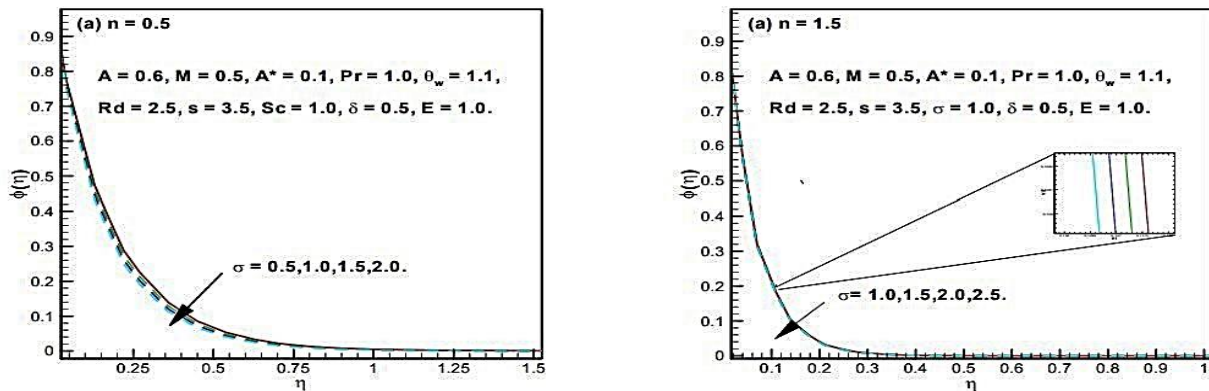 (a) n = 0.5
A = 0.6, M = 0.5, A* = 0.1, Pr = 1.0, θw = 1.1,
Rd = 2.5, s = 3.5, Sc = 1.0, δ = 0.5, E = 1.0.
σ = 0.5,1.0,1.5,2.0.
ϕ(η)
0.9
0.8
0.7
0.6
0.5
0.4
0.3
0.2
0.1
0
0.25 0.5 0.75 1 1.25 1.5
η
(a) n = 1.5
A = 0.6, M = 0.5, A* = 0.1, Pr = 1.0, θw = 1.1,
Rd = 2.5, s = 3.5, σ = 1.0, δ = 0.5, E = 1.0.
σ= 1.0,1.5,2.0,2.5.
ϕ(η)
0.9
0.8
0.7
0.6
0.5
0.4
0.3
0.2
0.1
0
0.1 0.2 0.3 0.4 0.5 0.6 0.7 0.8 0.9 1
η